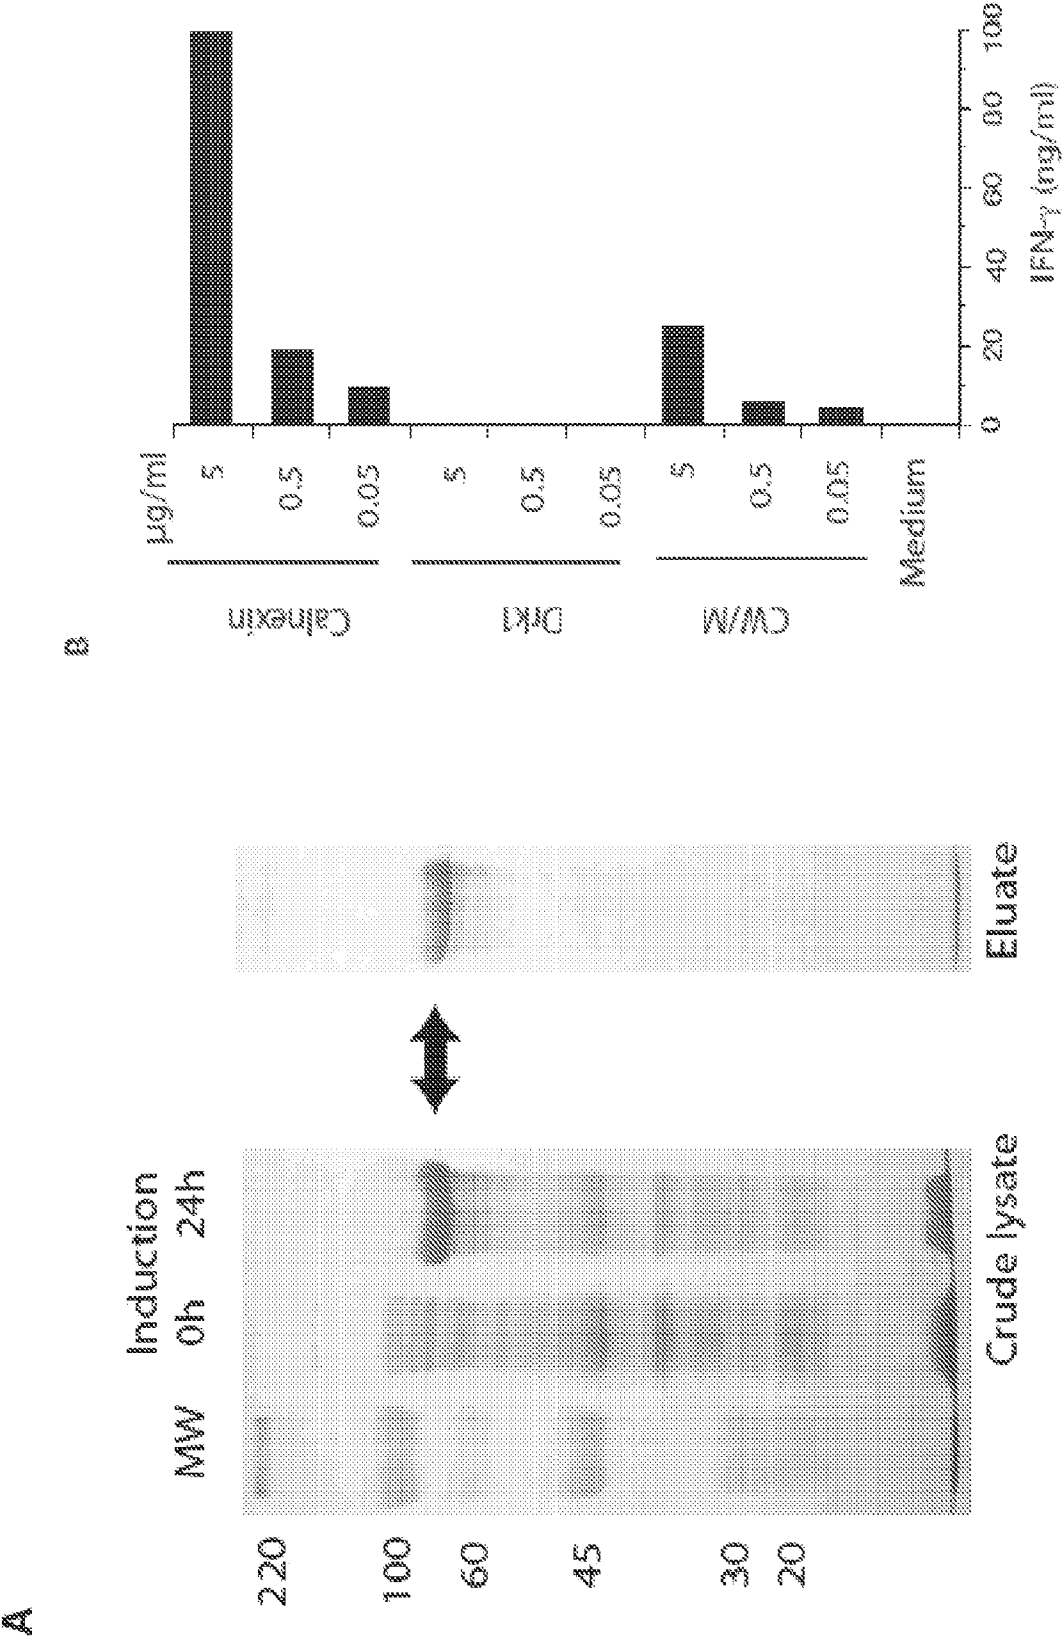 A
Induction
MW 0h 24h
220
100
60
45
30
20
Crude lysate
Eluate
B
µg/ml
Calnexin
5
0.5
0.05
Drk1
5
0.5
0.05
CW/M
5
0.5
0.05
Medium
0 20 40 60 80 100
IFN-γ (ng/ml)